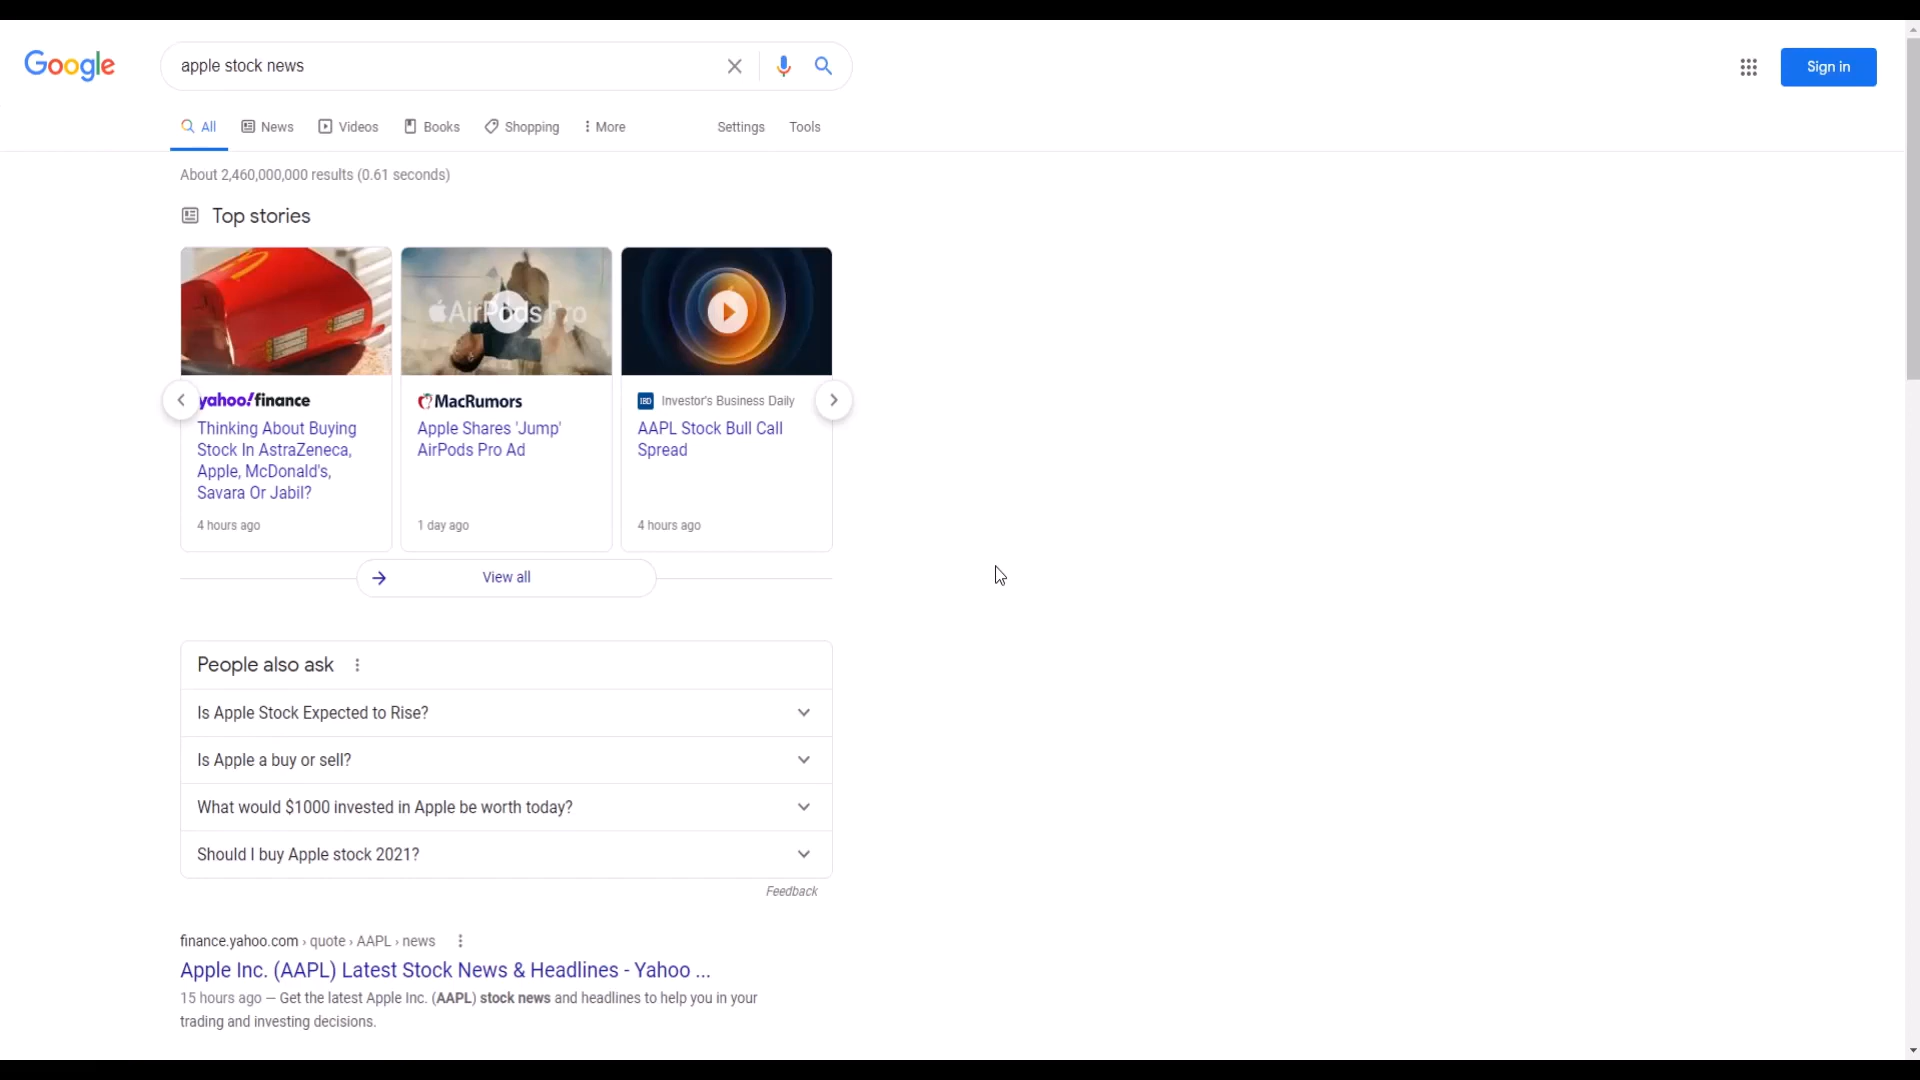 Google
apple stock news
Sign in
All
News
Videos
Books
Shopping
More
Settings
Tools
About 2,460,000,000 results (0.61 seconds)
Top stories
AirPods Pro
yahoo!finance
Thinking About Buying
Stock In AstraZeneca,
Apple, McDonald's,
Savara Or Jabil?
4 hours ago
MacRumors
Apple Shares 'Jump'
AirPods Pro Ad
1 day ago
IBD Investor's Business Daily
AAPL Stock Bull Call
Spread
4 hours ago
View all
People also ask
Is Apple Stock Expected to Rise?
Is Apple a buy or sell?
What would $1000 invested in Apple be worth today?
Should I buy Apple stock 2021?
Feedback
finance.yahoo.com › quote › AAPL › news
Apple Inc. (AAPL) Latest Stock News & Headlines - Yahoo ...
15 hours ago — Get the latest Apple Inc. (AAPL) stock news and headlines to help you in your
trading and investing decisions.